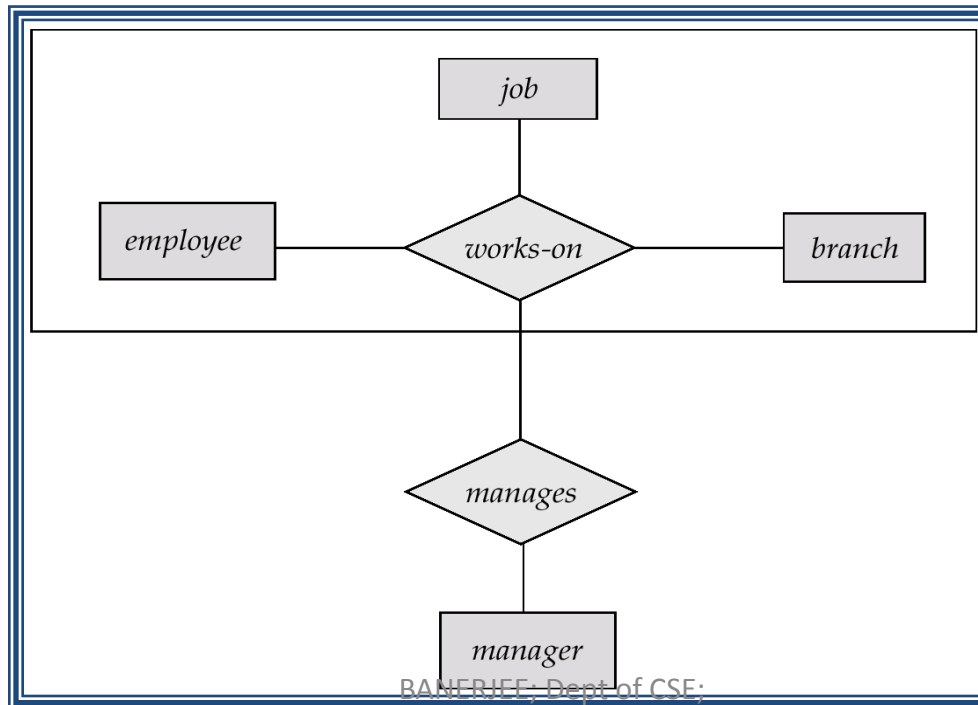 job
employee
works-on
branch
manages
manager
BANERJEE; Dept of CSE;